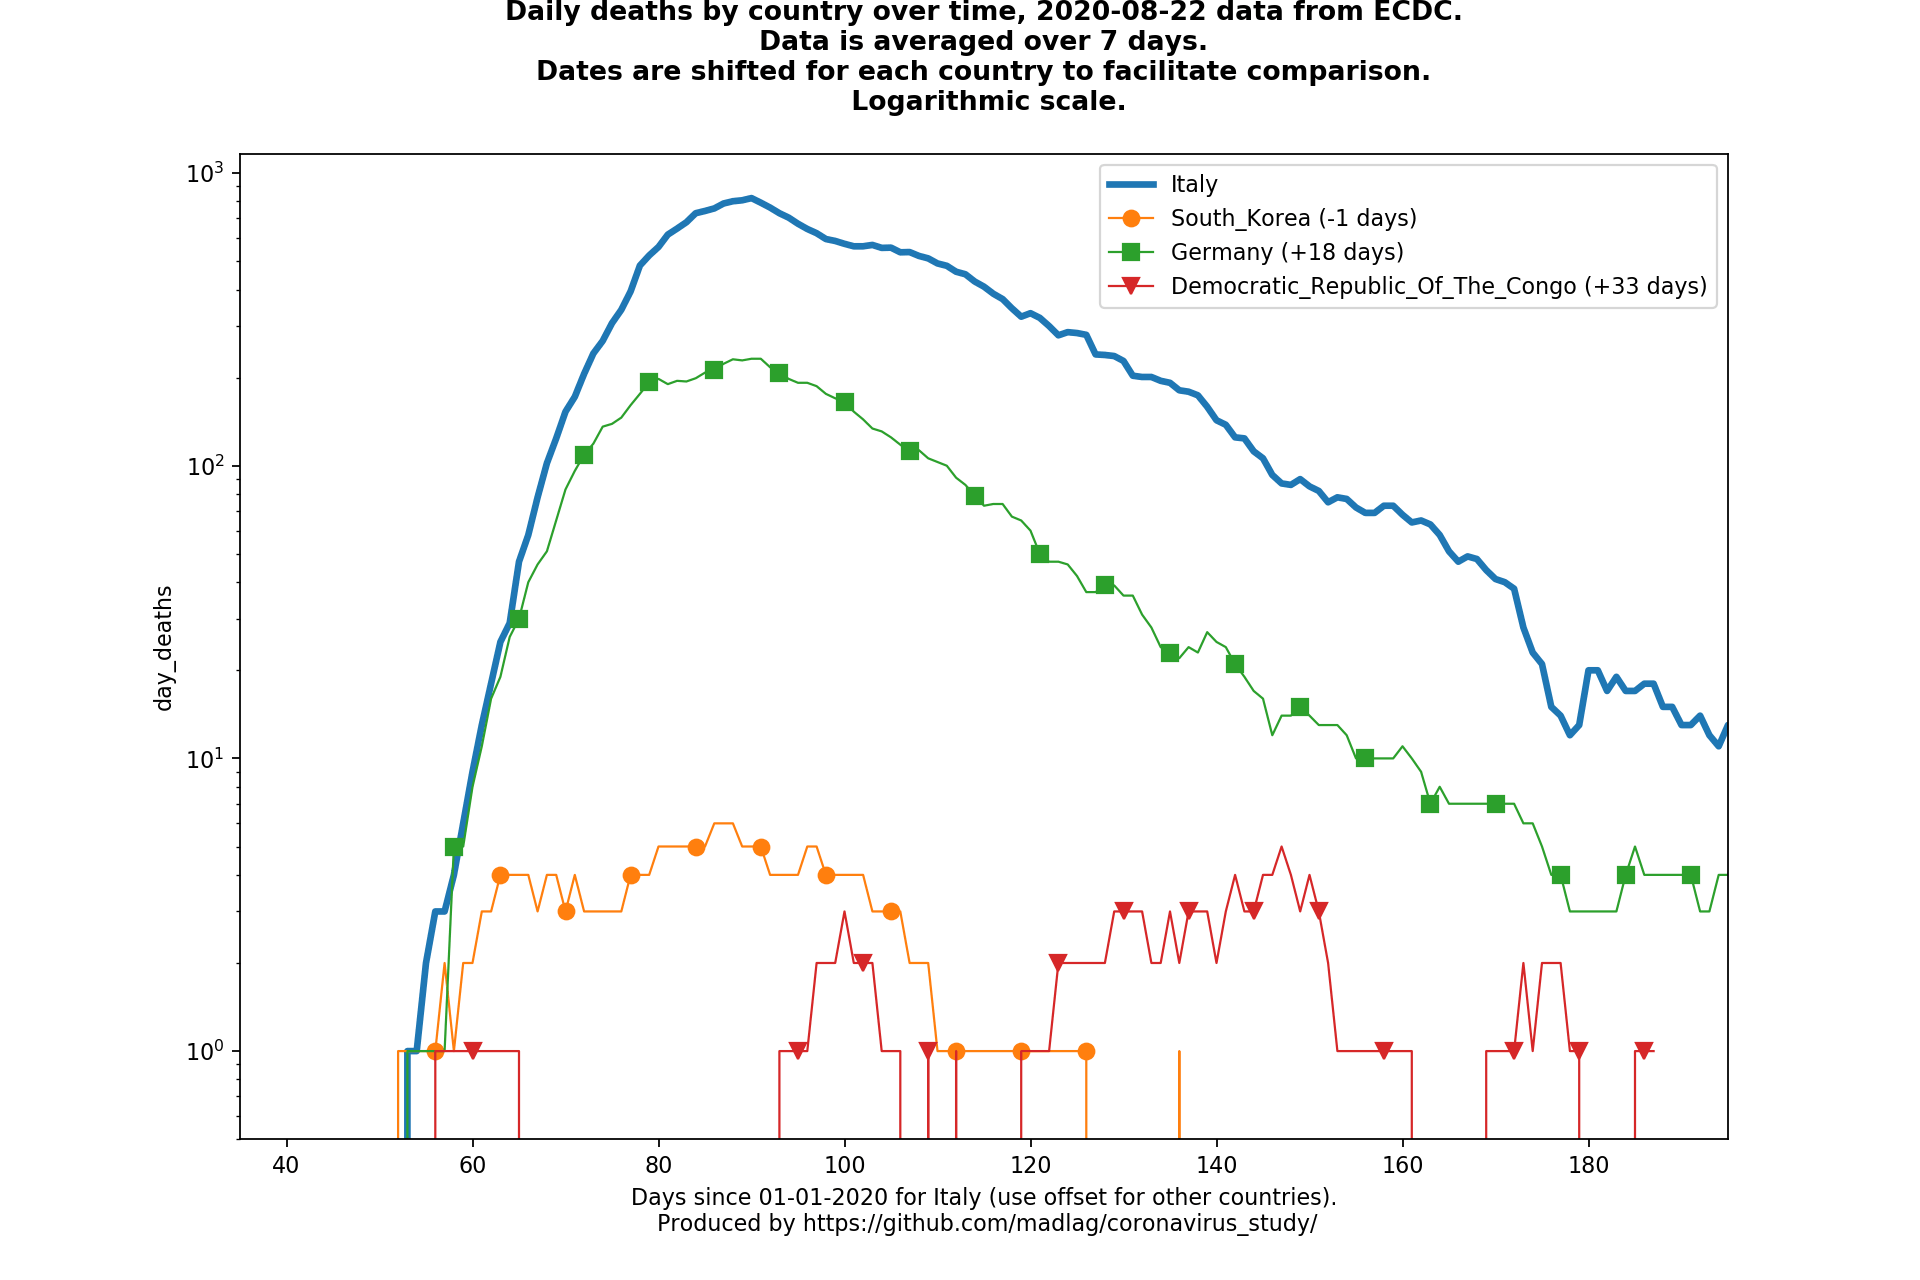 Daily deaths by country over time, 2020-08-22 data from ECDC.
Data is averaged over 7 days.
Dates are shifted for each country to facilitate comparison.
Logarithmic scale.
10³
10²
10¹
10⁰
day_deaths
Italy
South_Korea (-1 days)
Germany (+18 days)
Democratic_Republic_Of_The_Congo (+33 days)
40 60 80 100 120 140 160 180
Days since 01-01-2020 for Italy (use offset for other countries).
Produced by https://github.com/madlag/coronavirus_study/